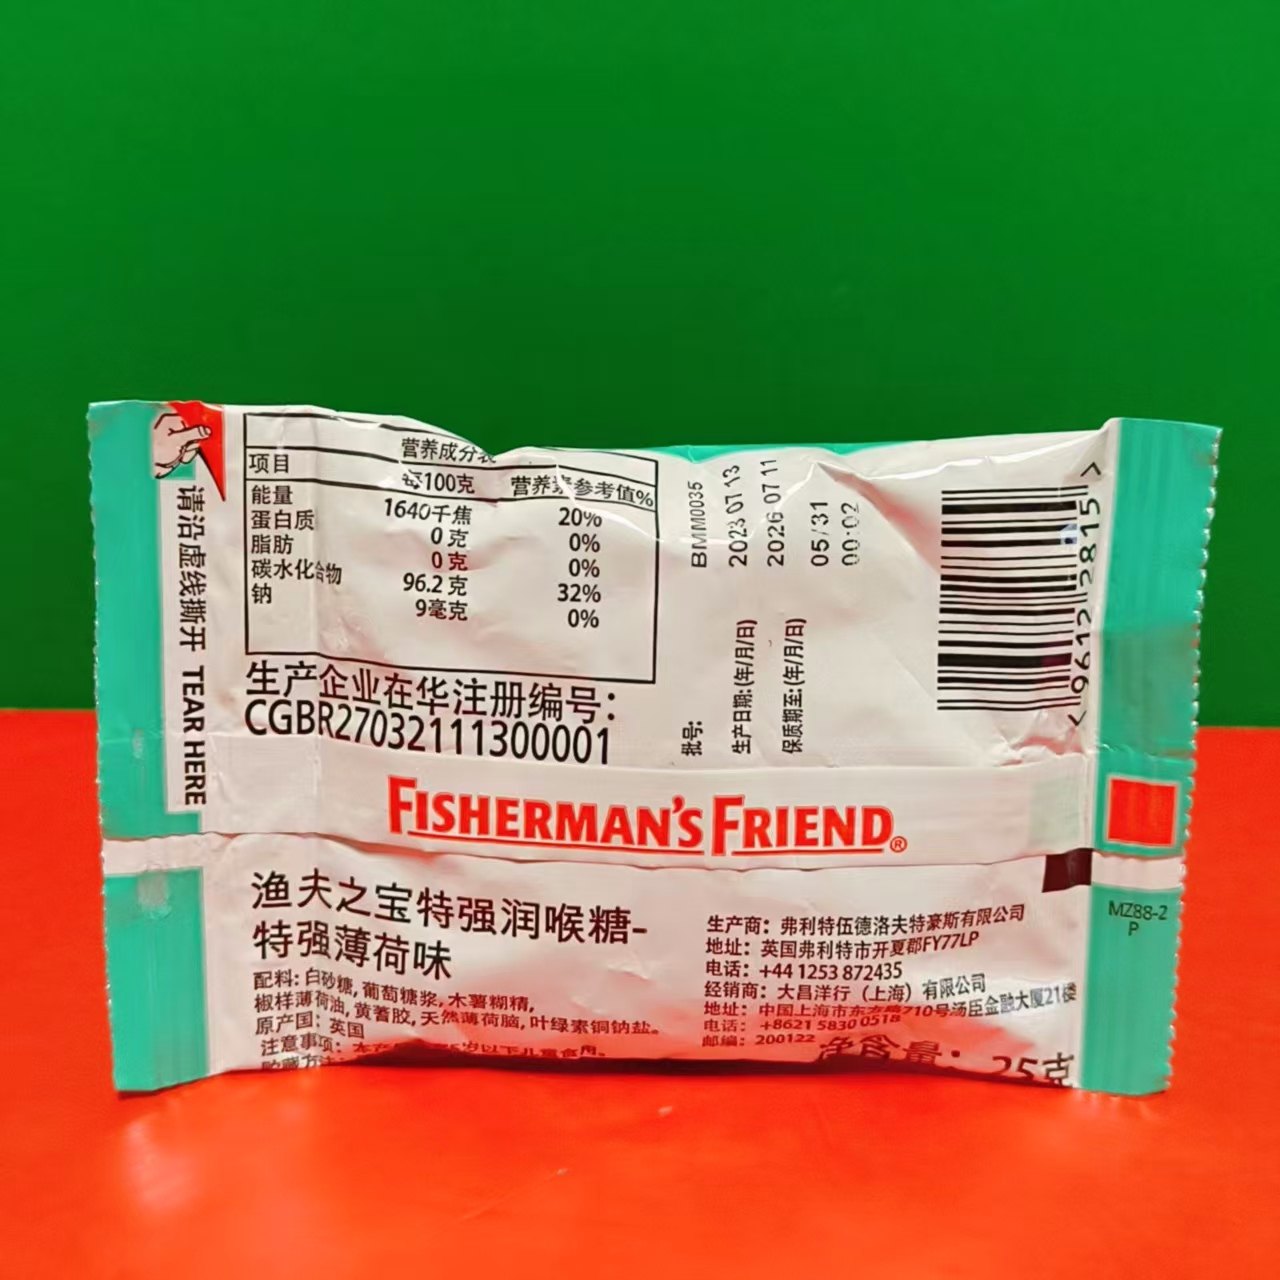 请沿虚线撕开 TEAR HERE
营养成分表
项目 每100克 营养素参考值%
能量 1640千焦 20%
蛋白质 0克 0%
脂肪 0克 0%
碳水化合物 96.2克 32%
钠 9毫克 0%
生产企业在华注册编号：
CGBR27032111300001
批号: BMM0035
生产日期:(年/月/日) 2023 07 13
保质期至:(年/月/日) 2026 07 11
05/31
00:02
<96122815>
FISHERMAN'S FRIEND®
渔夫之宝特强润喉糖-
特强薄荷味
配料: 白砂糖, 葡萄糖浆, 木薯糊精,
椒样薄荷油, 黄蓍胶, 天然薄荷脑, 叶绿素铜钠盐。
原产国：英国
注意事项：岁以下儿童食用。
生产商：弗利特伍德洛夫特豪斯有限公司
地址：英国弗利特市开夏郡FY77LP
电话：+44 1253 872435
经销商：大昌洋行（上海）有限公司
地址：中国上海市东710号汤臣金融大厦21楼
电话：+8621 5830 0518
邮编：200122
净含量：25克
MZ88-2
P